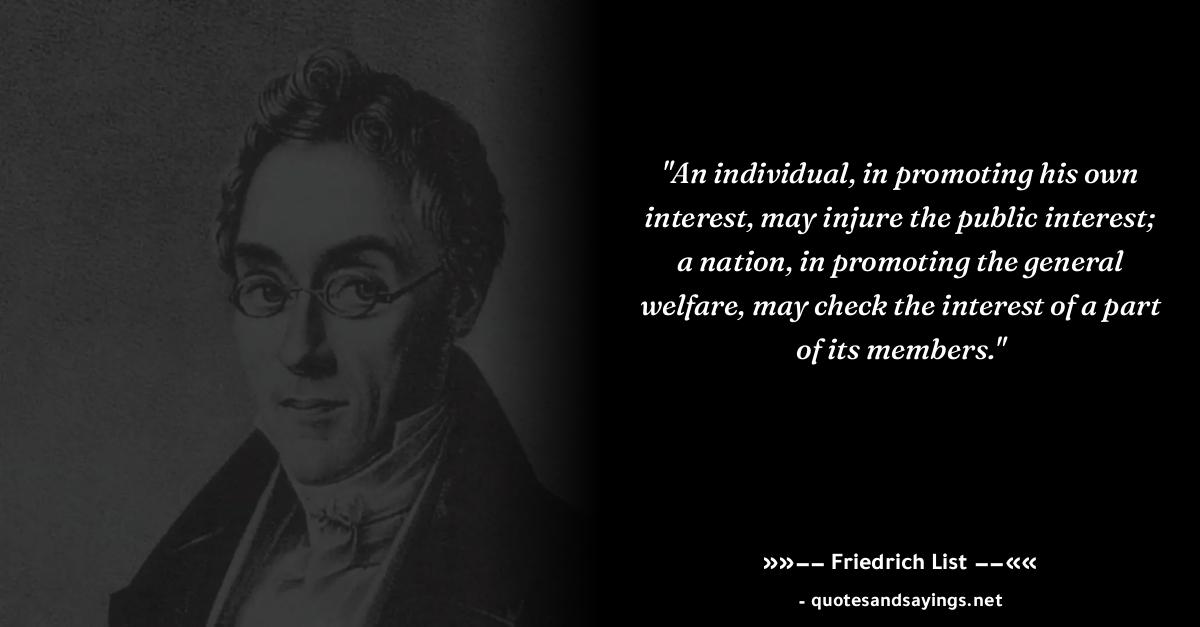 "An individual, in promoting his own
interest, may injure the public interest;
a nation, in promoting the general
welfare, may check the interest of a part
of its members."
»»−− Friedrich List −−««
- quotesandsayings.net